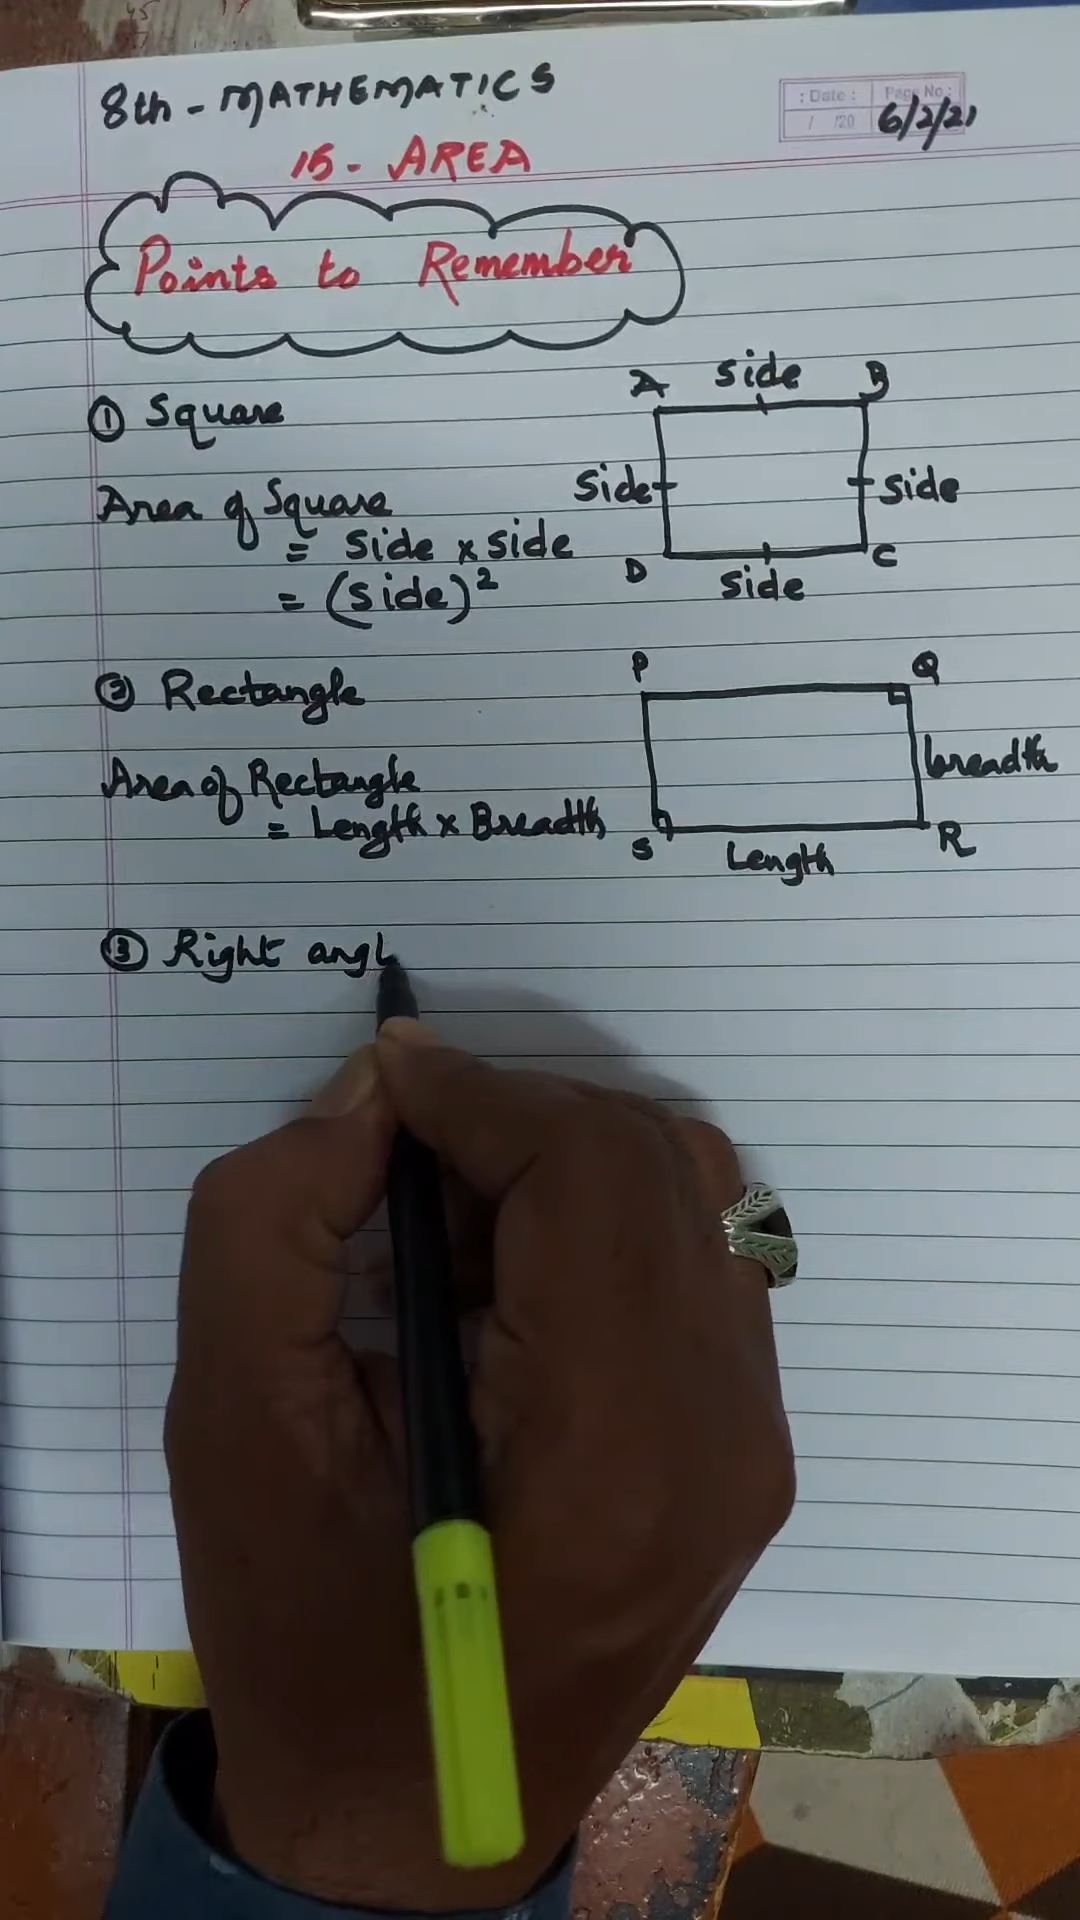 8th - MATHEMATICS
: Date : Page No :
/ /20 6/2/21
15 - AREA
Points to Remember
① Square
A side B
Side side
D side C
Area of Square
= side × side
= (side)²
② Rectangle
P Q
breadth
S Length R
Area of Rectangle
= Length × Breadth
③ Right angl